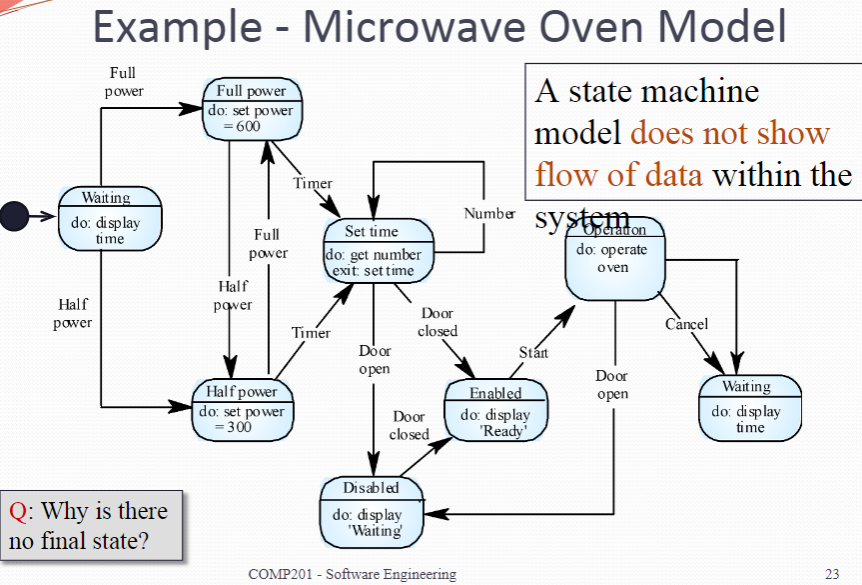 Example - Microwave Oven Model
A state machine
model does not show
flow of data within the
system
Full
power
Full power
do: set power
= 600
Waiting
do: display
time
Timer
Number
Set time
do: get number
exit: set time
Operation
do: operate
oven
Full
power
Half
power
Half
power
Timer
Door
closed
Door
open
Start
Cancel
Door
open
Half power
do: set power
= 300
Door
closed
Enabled
do: display
'Ready'
Waiting
do: display
time
Disabled
do: display
'Waiting'
Q: Why is there
no final state?
COMP201 - Software Engineering
23